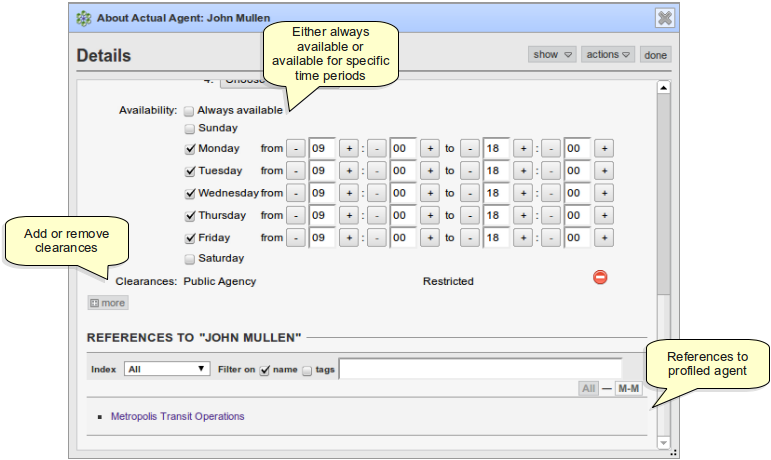 About Actual Agent: John Mullen
Either always
available or
available for specific
time periods
Details
show
actions
done
4. Choose
Availability: Always available
Sunday
Monday from - 09 + : - 00 + to - 18 + : - 00 +
Tuesday from - 09 + : - 00 + to - 18 + : - 00 +
Wednesday from - 09 + : - 00 + to - 18 + : - 00 +
Thursday from - 09 + : - 00 + to - 18 + : - 00 +
Friday from - 09 + : - 00 + to - 18 + : - 00 +
Saturday
Add or remove
clearances
Clearances: Public Agency Restricted
more
REFERENCES TO "JOHN MULLEN"
Index All Filter on name tags
All — M-M
References to
profiled agent
Metropolis Transit Operations